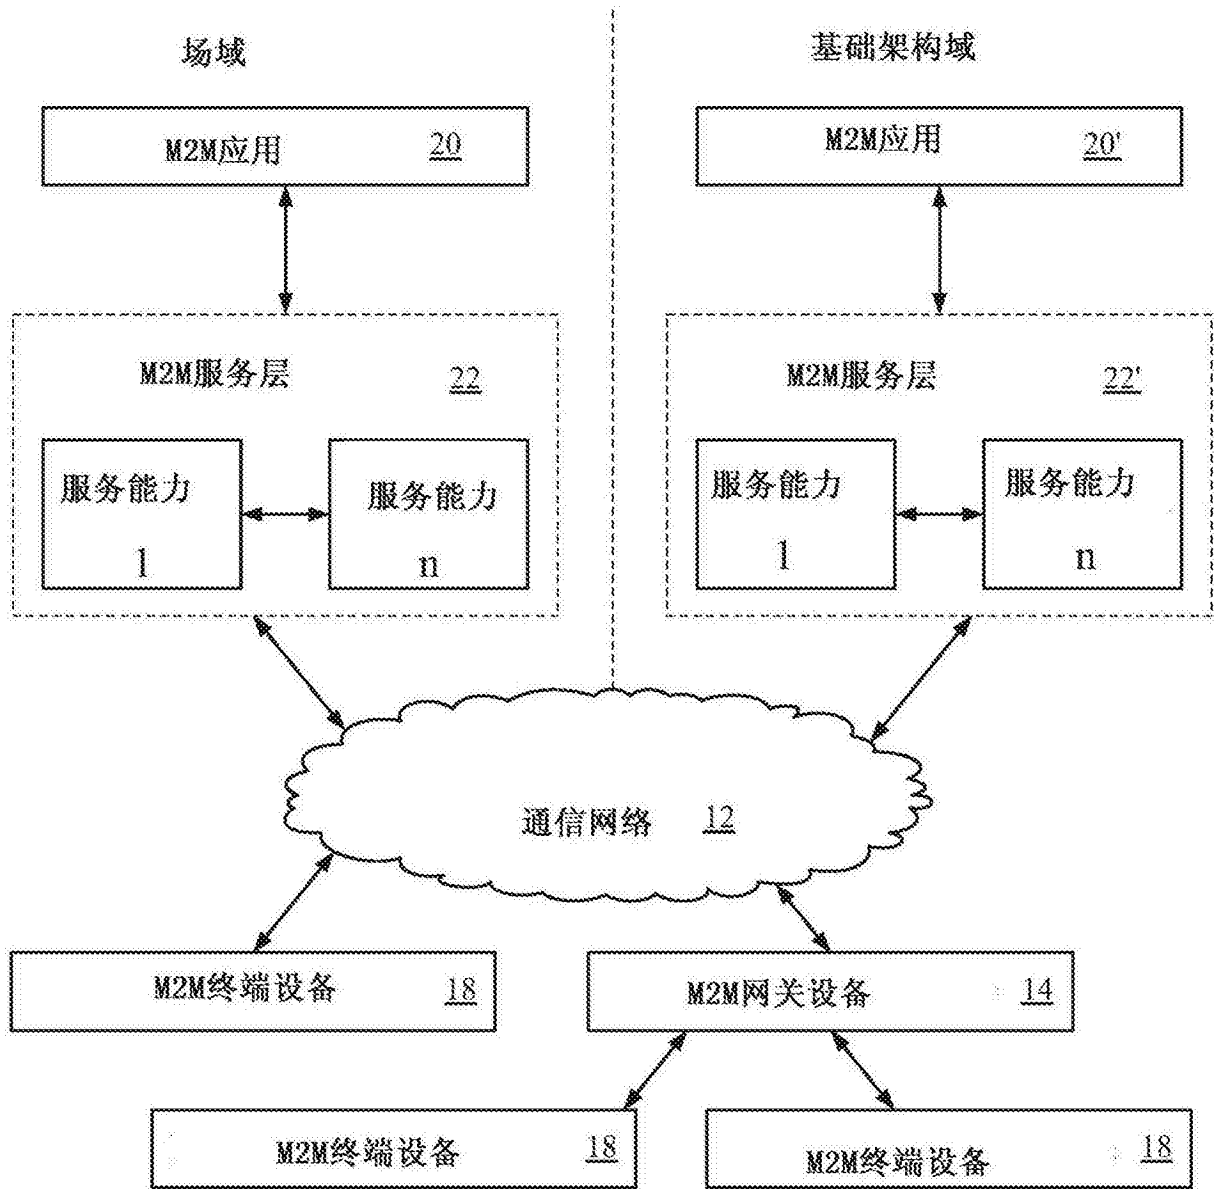 场域
基础架构域
M2M应用 20
M2M应用 20'
M2M服务层 22
M2M服务层 22'
服务能力
1
服务能力
n
服务能力
1
服务能力
n
通信网络 12
M2M终端设备 18
M2M网关设备 14
M2M终端设备 18
M2M终端设备 18